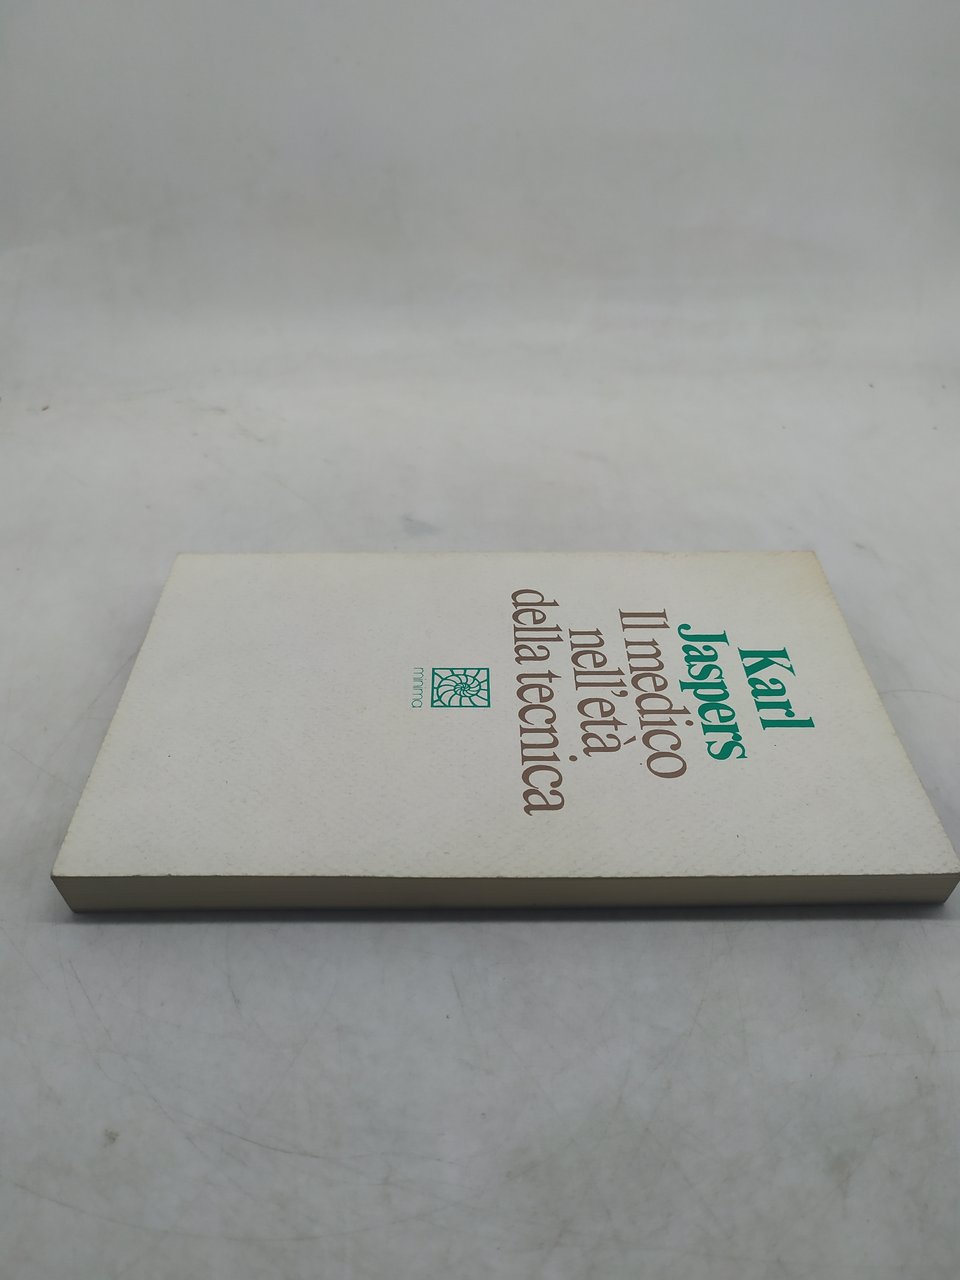 Karl
Jaspers
Il medico
nell'età
della tecnica
minima